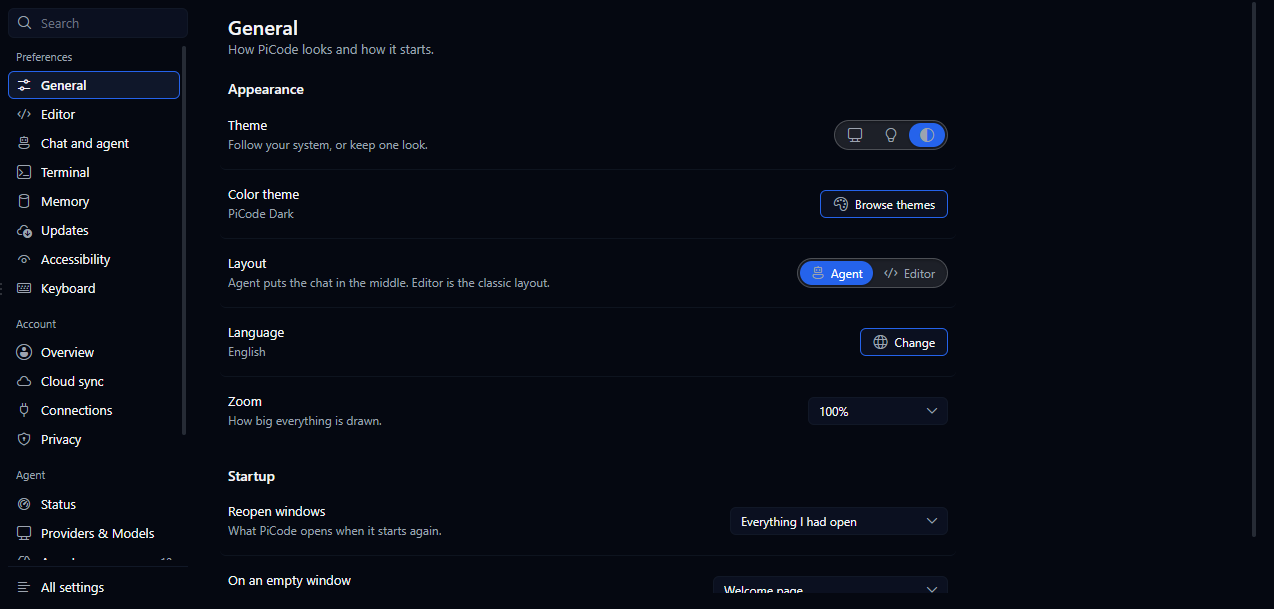 Search
Preferences
General
Editor
Chat and agent
Terminal
Memory
Updates
Accessibility
Keyboard
Account
Overview
Cloud sync
Connections
Privacy
Agent
Status
Providers & Models
All settings
General
How PiCode looks and how it starts.
Appearance
Theme
Follow your system, or keep one look.
Color theme
PiCode Dark
Browse themes
Layout
Agent puts the chat in the middle. Editor is the classic layout.
Agent
Editor
Language
English
Change
Zoom
How big everything is drawn.
100%
Startup
Reopen windows
What PiCode opens when it starts again.
Everything I had open
On an empty window
Welcome page